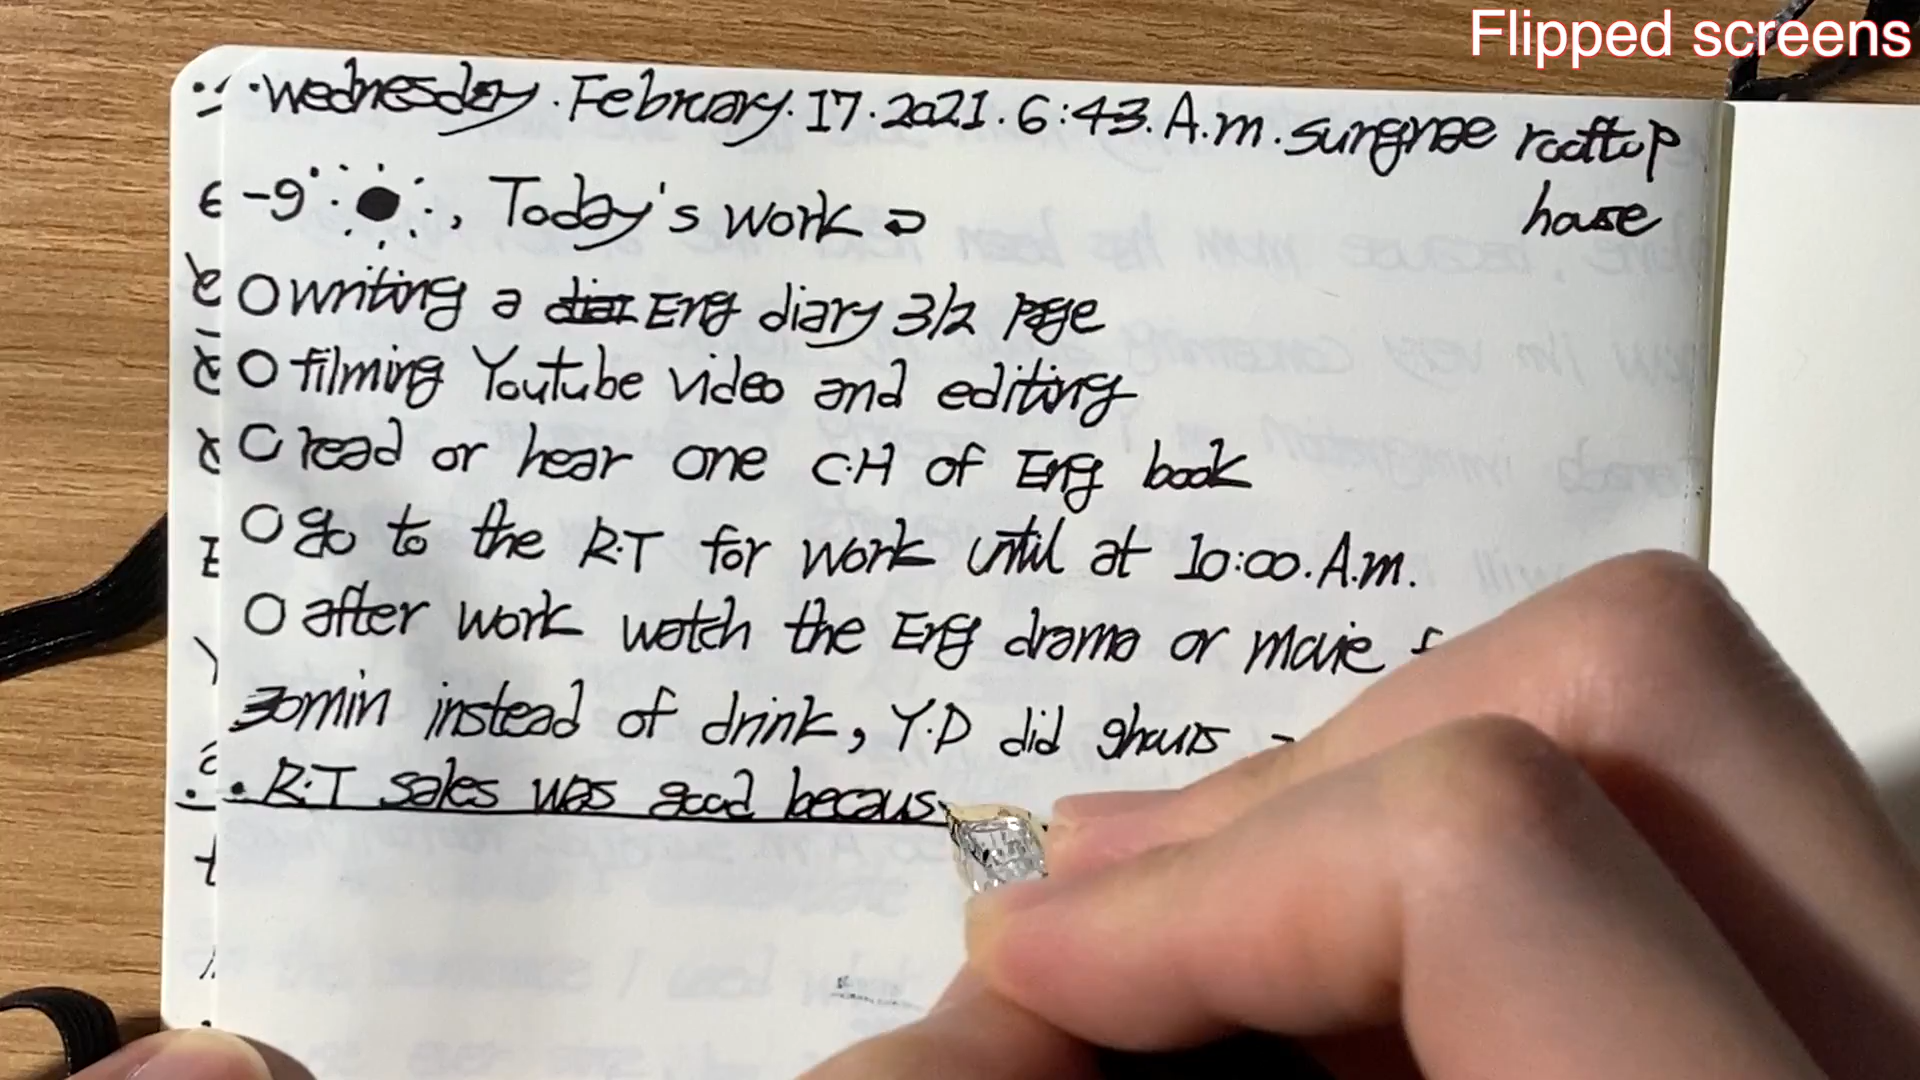 Flipped screens
·Wednesday.February.17.2021.6:43.A.m.sungnae rooftop
house
-9 , Today's work
O writing a Eng diary 3/2 page
O filming Youtube video and editing
O read or hear one C.H of Eng book
O go to the R.T for work until at 10:00.A.m.
O after work watch the Eng drama or movie
30min instead of drink, Y.D did 9hours
· R.T sales was good becaus